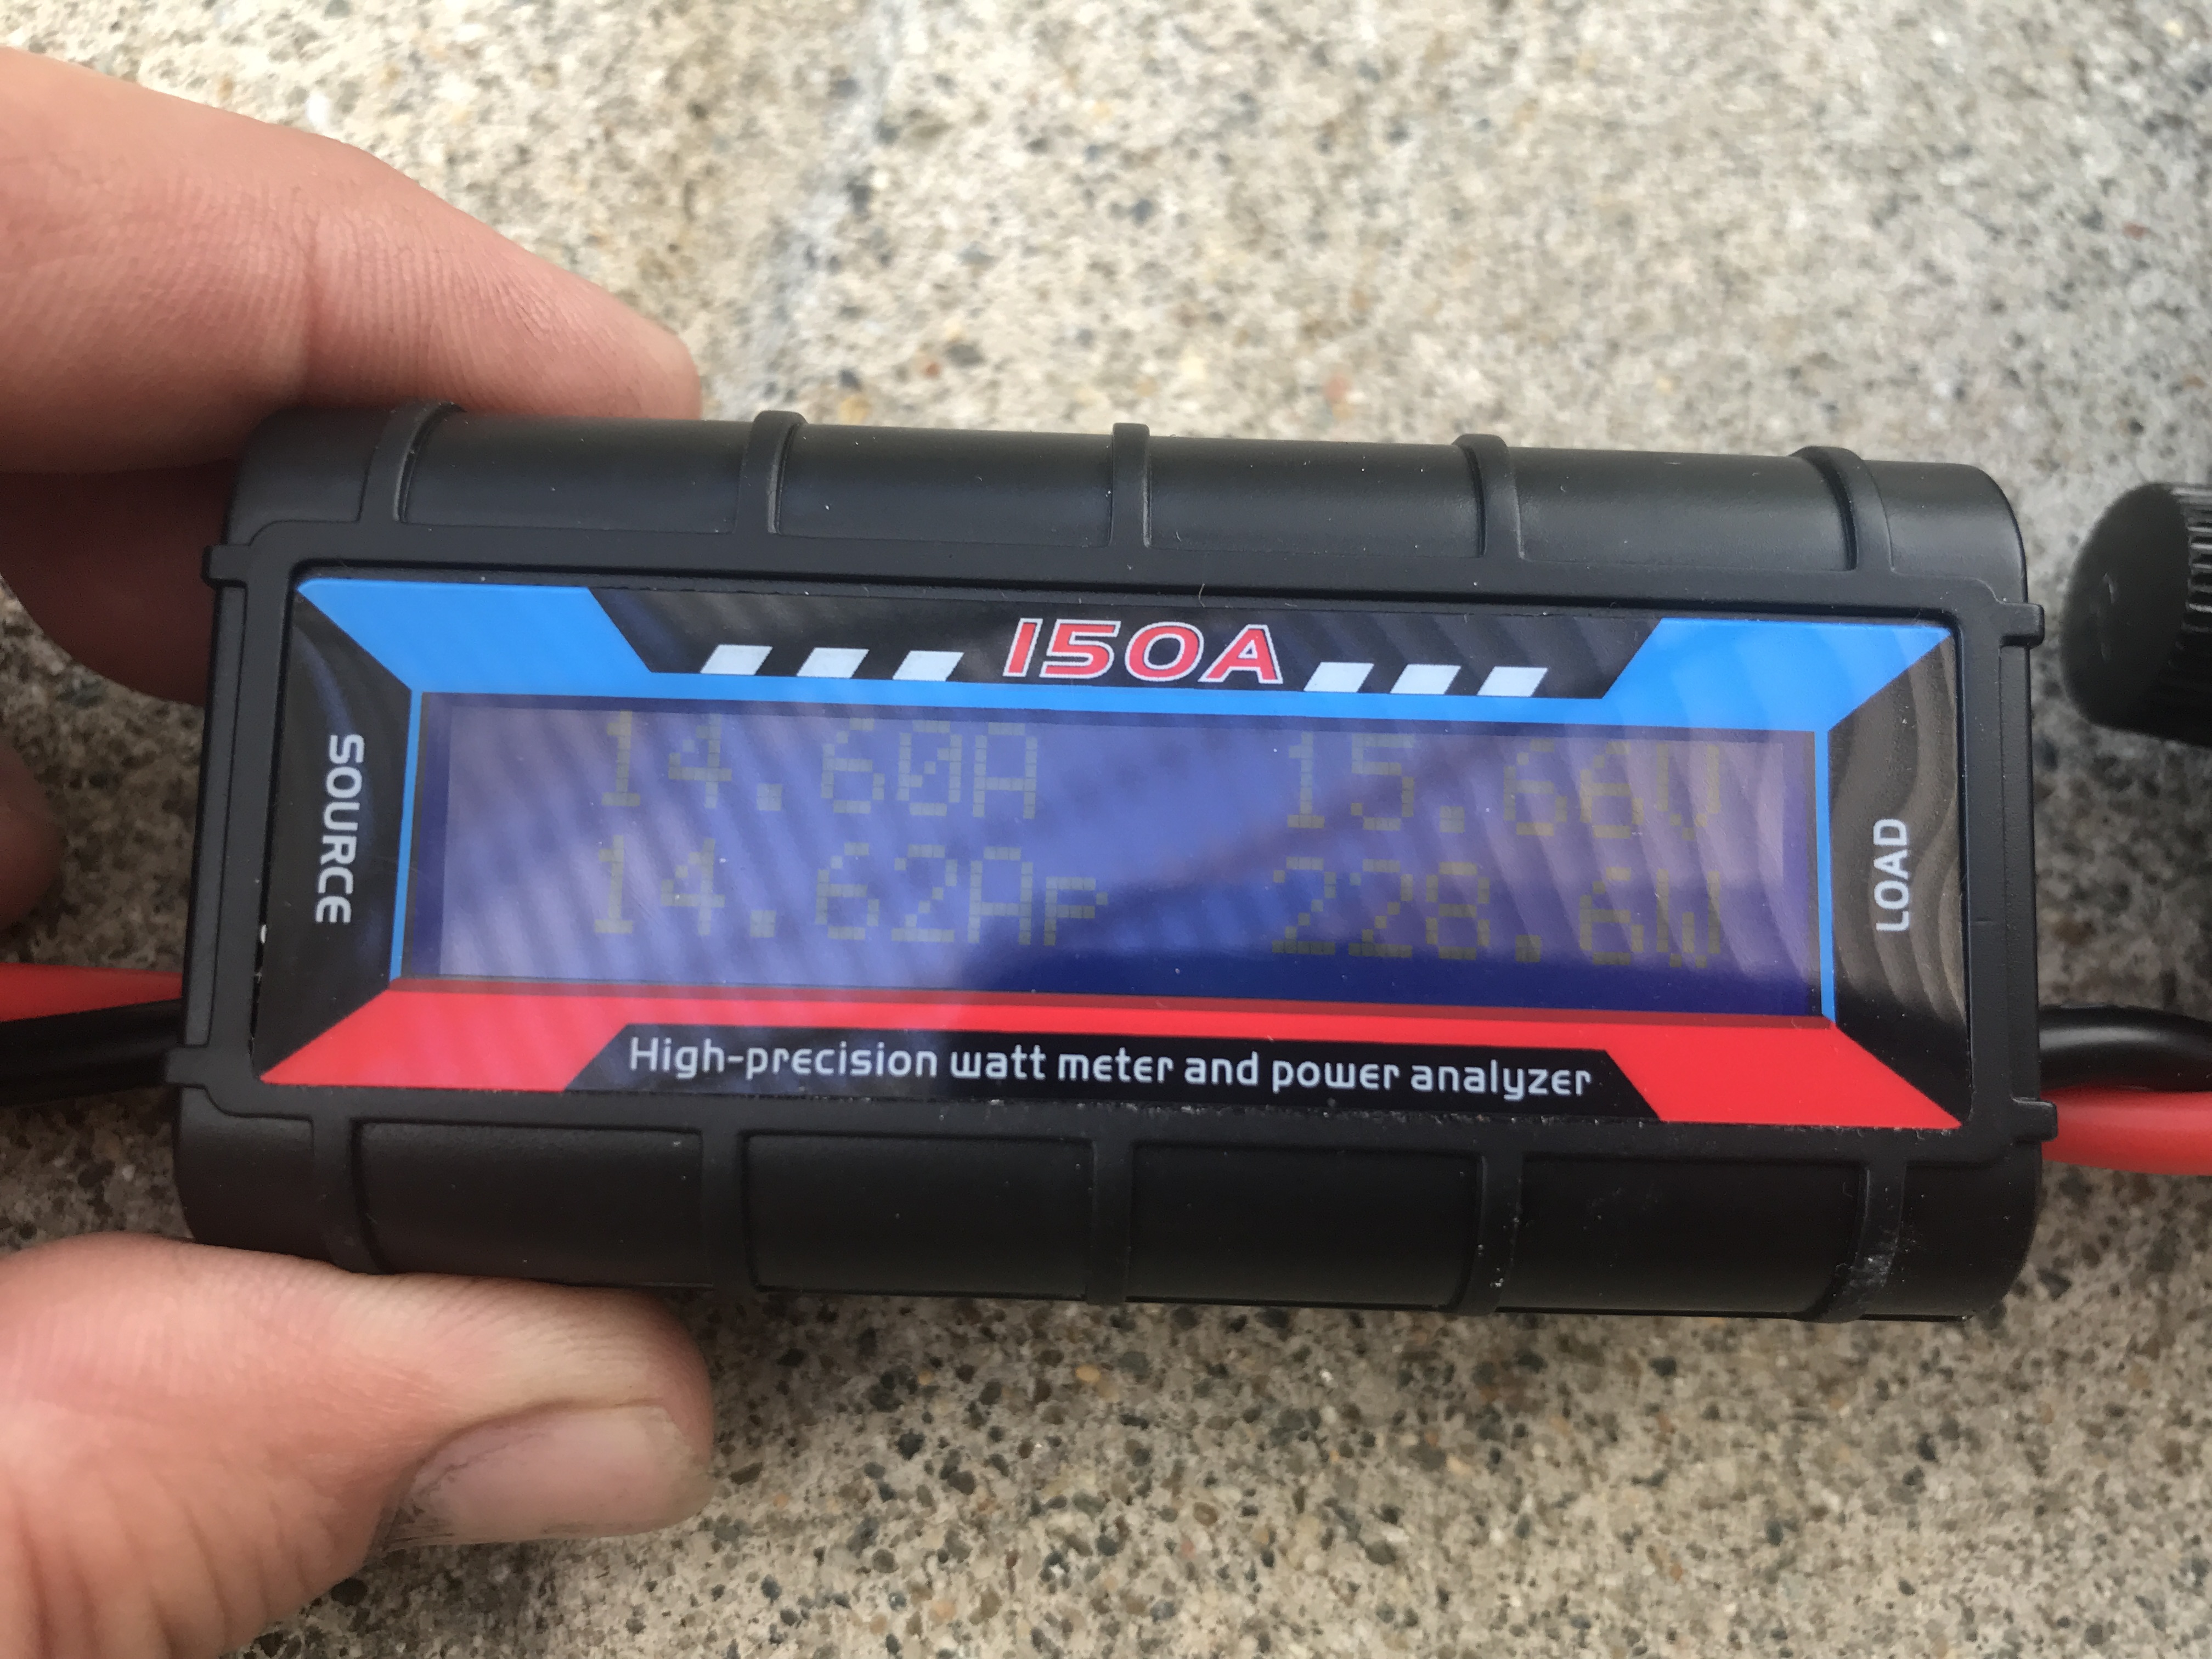 150A
SOURCE
14.60A 15.66V
14.62Ap 228.6W
LOAD
High-precision watt meter and power analyzer